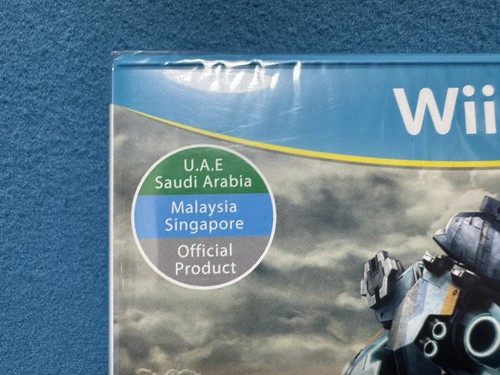 Wii
U.A.E
Saudi Arabia
Malaysia
Singapore
Official
Product